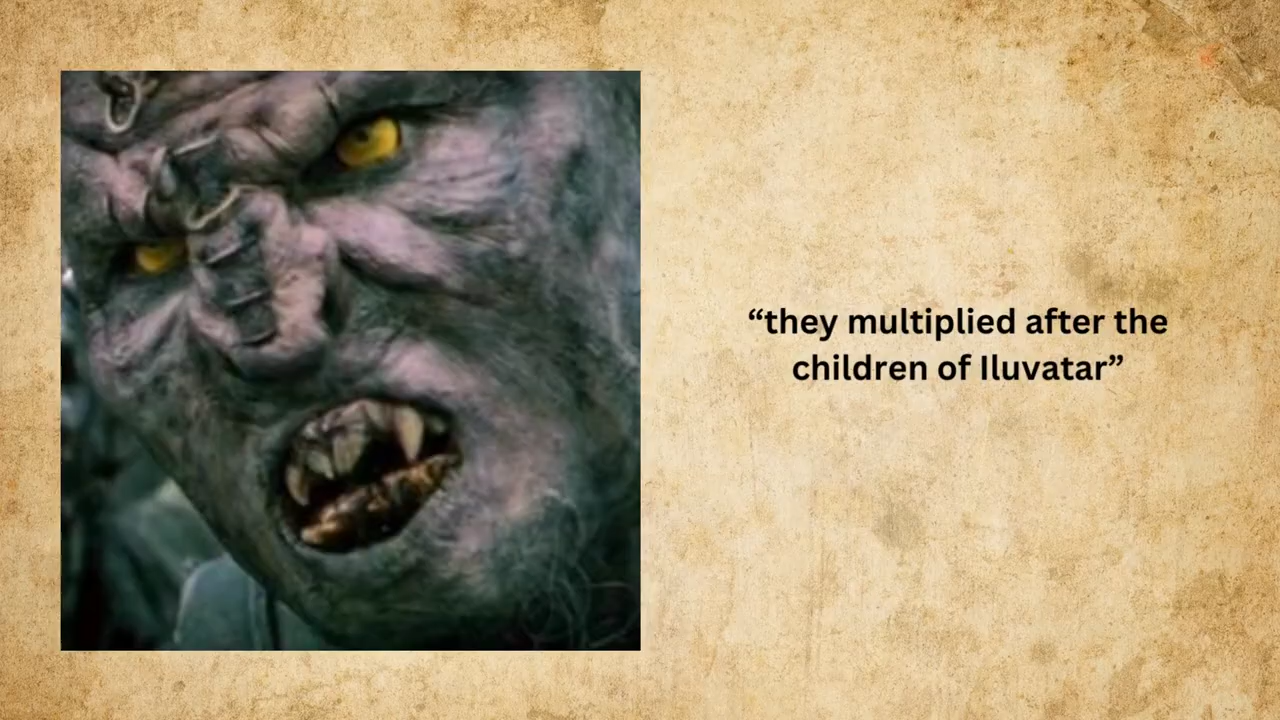 “they multiplied after the
children of Iluvatar”